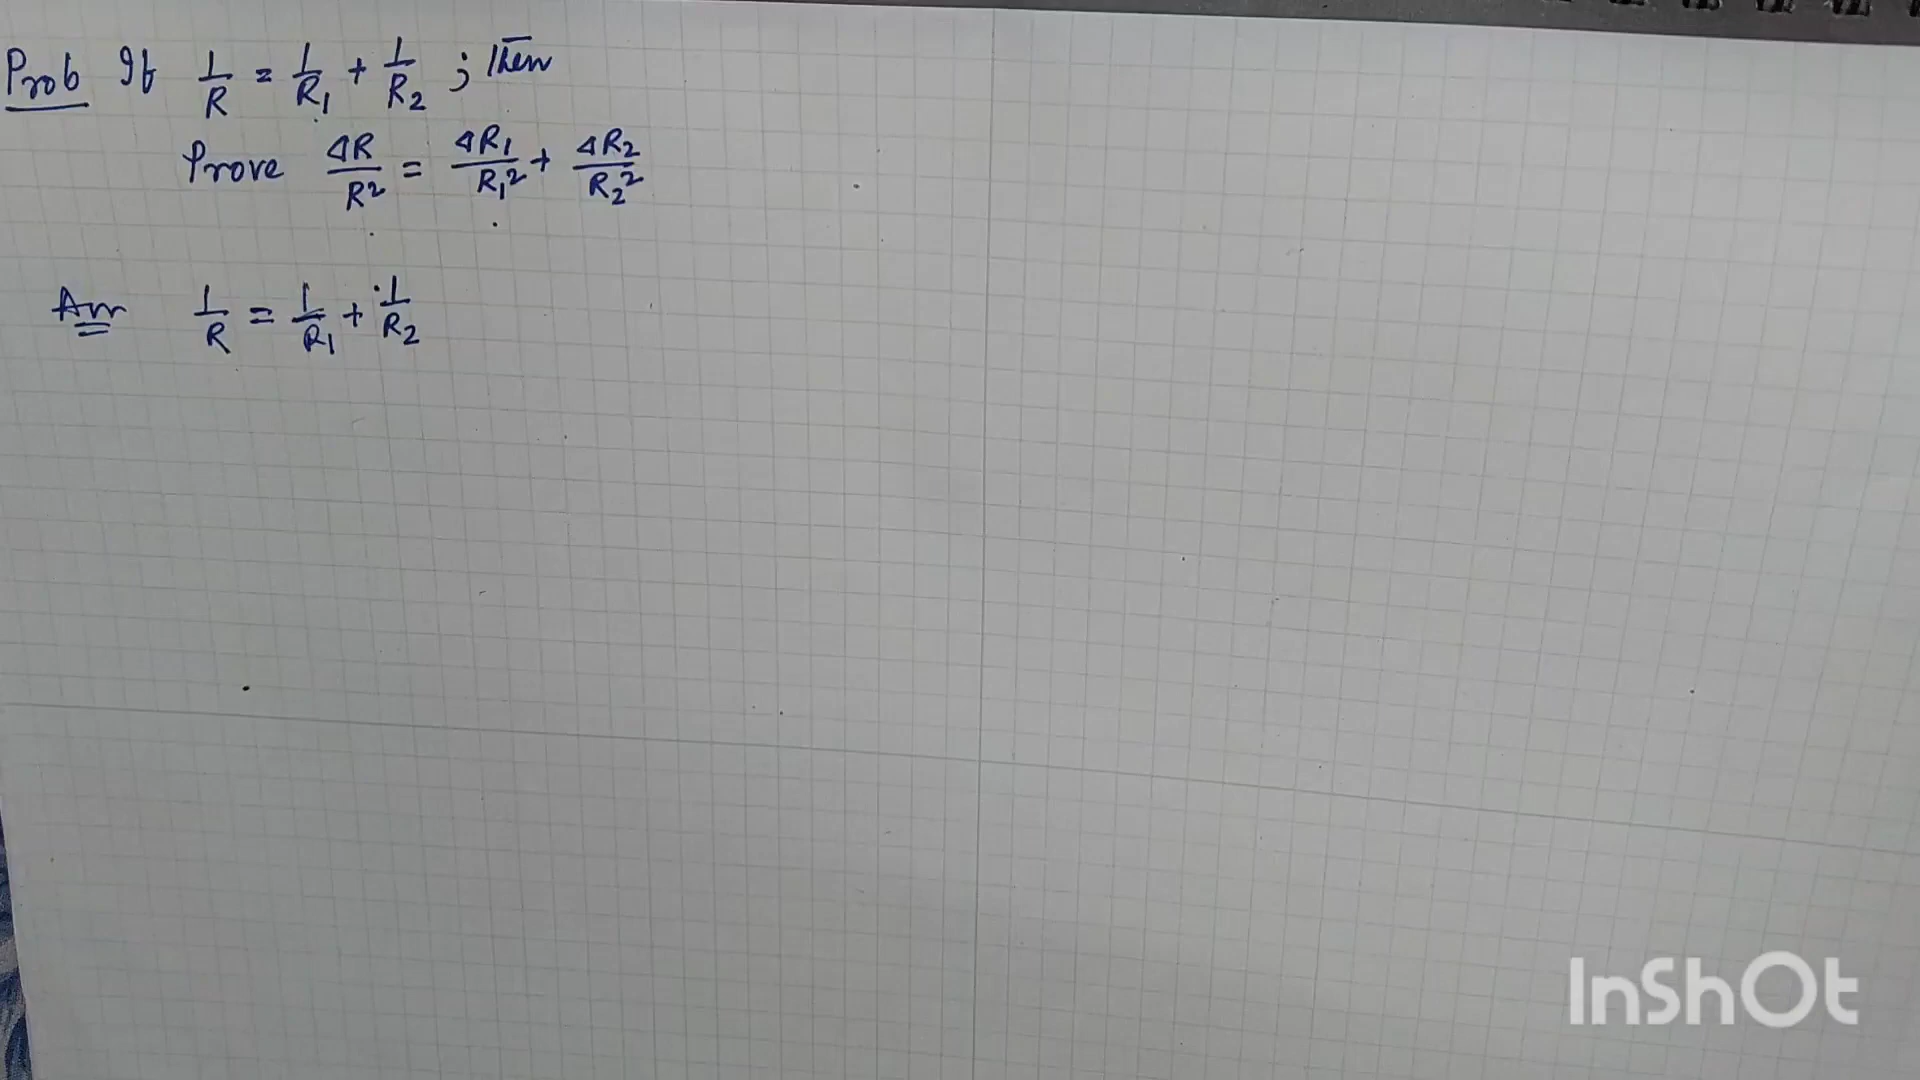 Prob If 1/R = 1/R₁ + 1/R₂ ; Then
Prove ΔR/R² = ΔR₁/R₁² + ΔR₂/R₂²
Ans 1/R = 1/R₁ + 1/R₂
InShOt